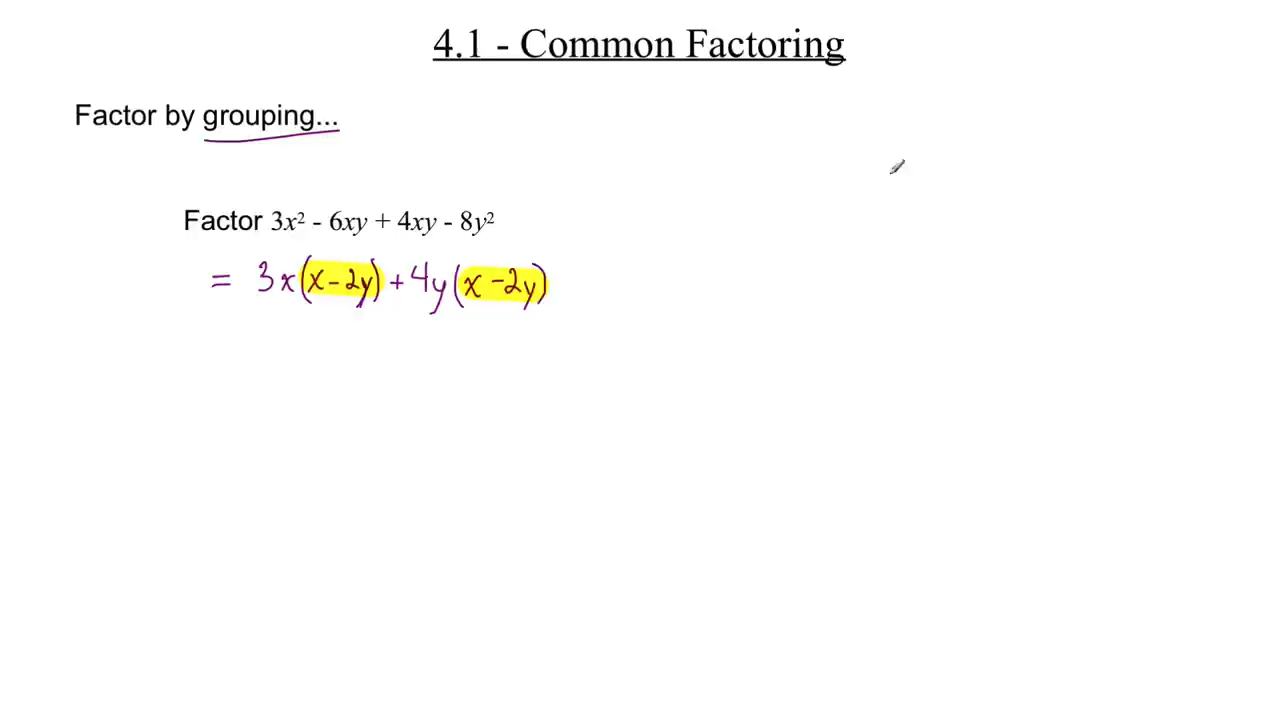 4.1 - Common Factoring
Factor by grouping...
Factor 3x² - 6xy + 4xy - 8y²
= 3x(x - 2y) + 4y(x - 2y)